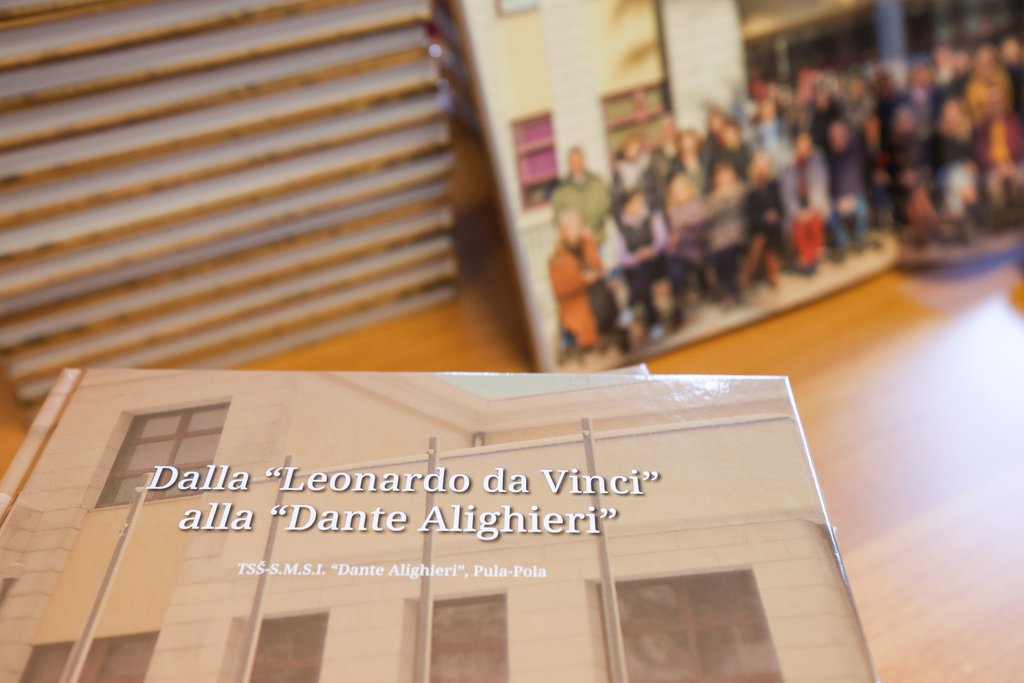 Dalla “Leonardo da Vinci”
alla “Dante Alighieri”
TSŠ-S.M.S.I. “Dante Alighieri”, Pula-Pola